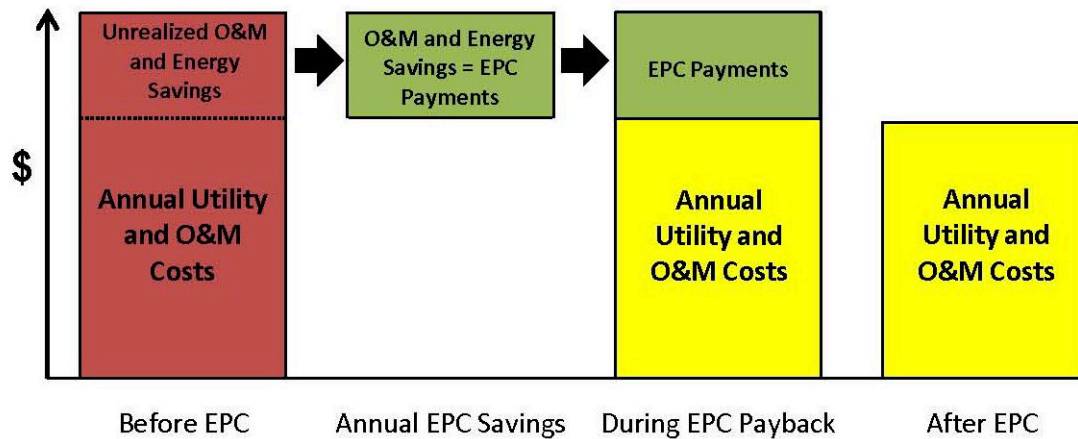 $
Unrealized O&M
and Energy
Savings
Annual Utility
and O&M
Costs
O&M and Energy
Savings = EPC
Payments
EPC Payments
Annual
Utility and
O&M Costs
Annual
Utility and
O&M Costs
Before EPC
Annual EPC Savings
During EPC Payback
After EPC